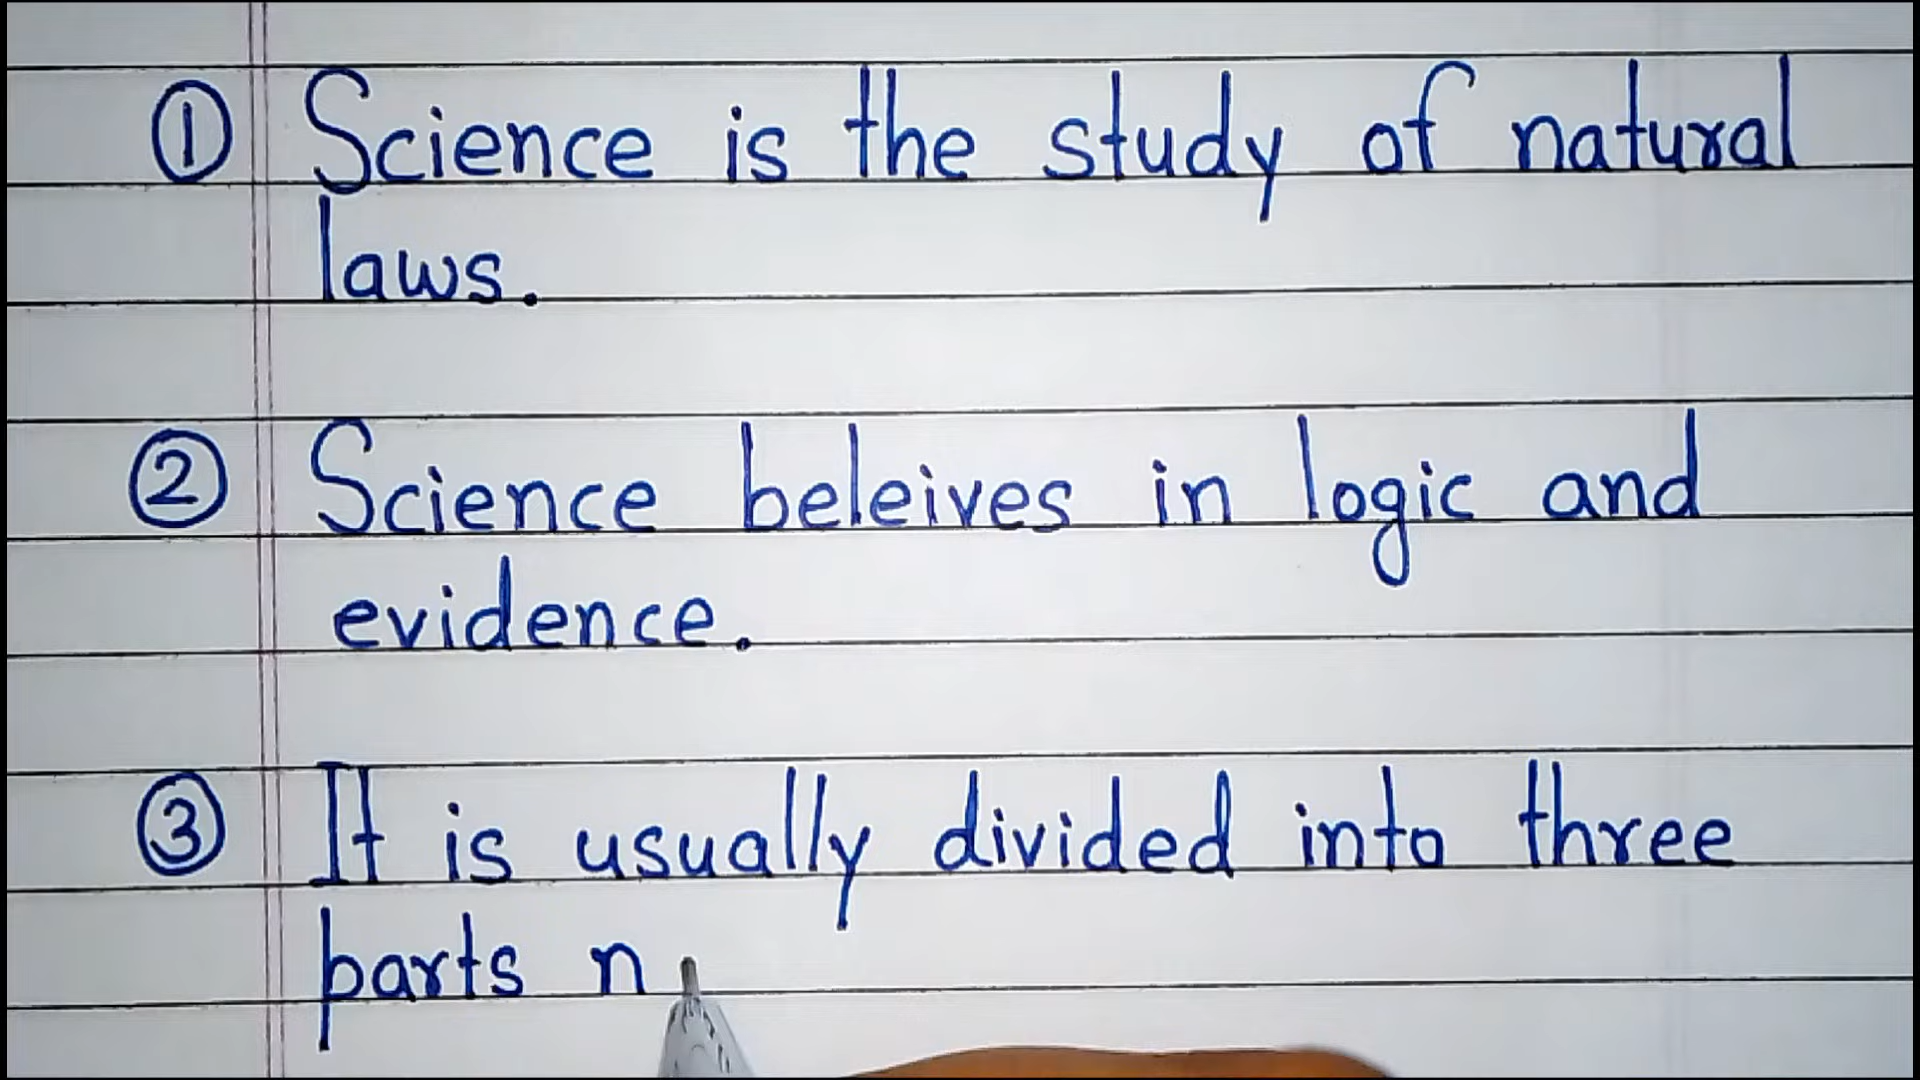 ① Science is the study of natural
laws.
② Science beleives in logic and
evidence.
③ It is usually divided into three
parts n